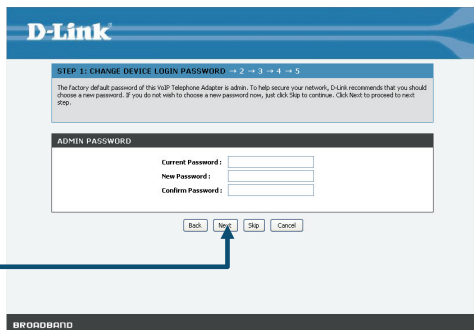 D-Link
STEP 1: CHANGE DEVICE LOGIN PASSWORD → 2 → 3 → 4 → 5
The factory default password of this VoIP Telephone Adapter is admin. To help secure your network, D-Link recommends that you should
choose a new password. If you do not wish to choose a new password now, just click Skip to continue. Click Next to proceed to next
step.
ADMIN PASSWORD
Current Password :
New Password :
Confirm Password :
Back Next Skip Cancel
BROADBAND